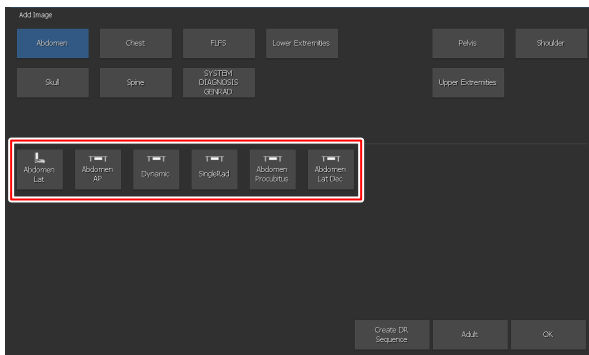 Add Image
Abdomen
Chest
FLFS
Lower Extremities
Pelvis
Shoulder
Skull
Spine
SYSTEM
DIAGNOSIS
GENRAD
Upper Extremities
Abdomen
Lat
Abdomen
AP
Dynamic
SingleRad
Abdomen
Procubitus
Abdomen
Lat Dec
Create DR
Sequence
Adult
OK